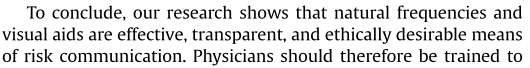 To conclude, our research shows that natural frequencies and
visual aids are effective, transparent, and ethically desirable means
of risk communication. Physicians should therefore be trained to